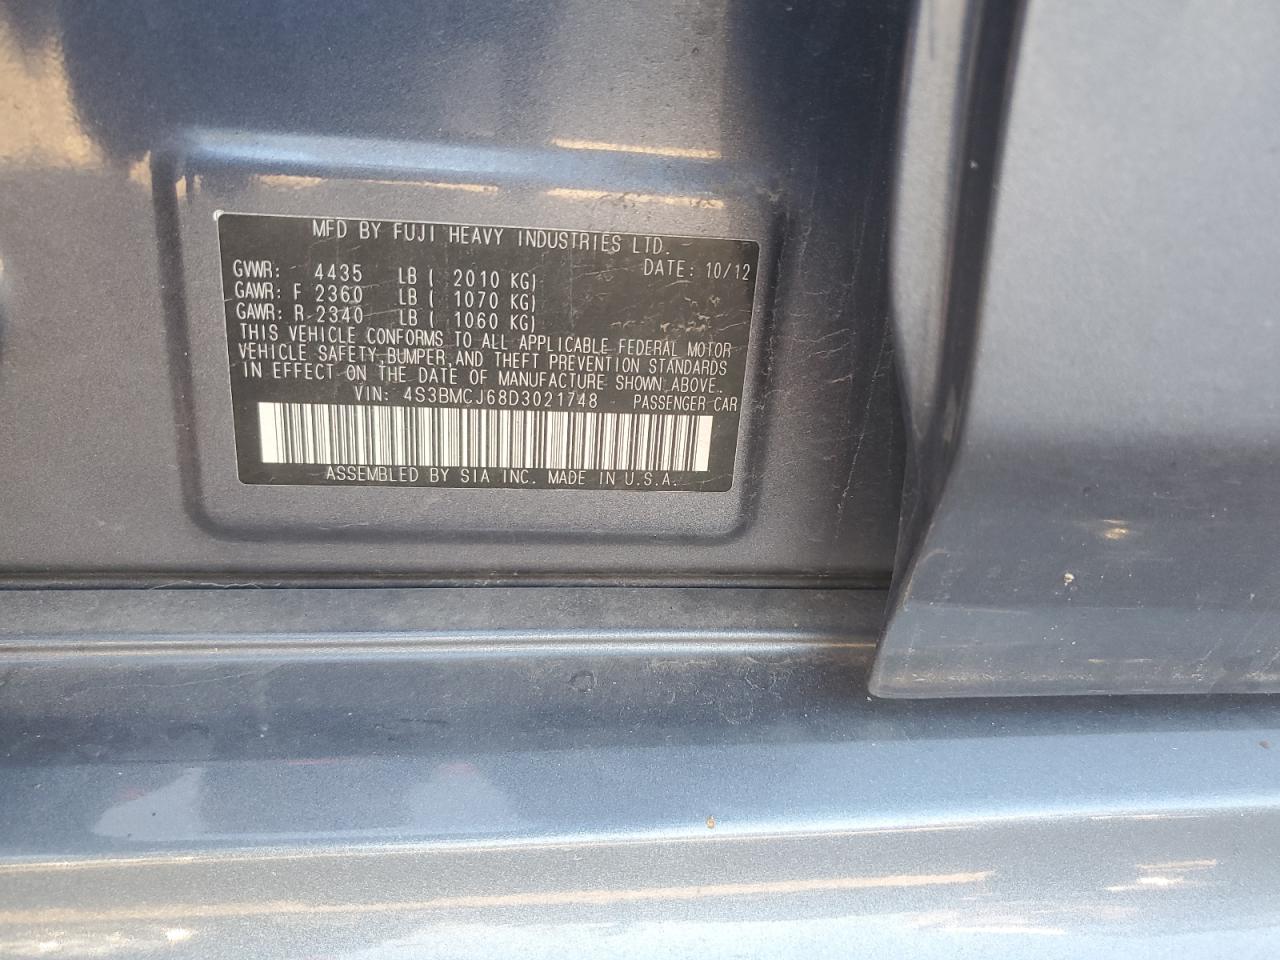 MFD BY FUJI HEAVY INDUSTRIES LTD.
DATE: 10/12
GVWR: 4435 LB ( 2010 KG)
GAWR: F 2360 LB ( 1070 KG)
GAWR: R 2340 LB ( 1060 KG)
THIS VEHICLE CONFORMS TO ALL APPLICABLE FEDERAL MOTOR
VEHICLE SAFETY, BUMPER, AND THEFT PREVENTION STANDARDS
IN EFFECT ON THE DATE OF MANUFACTURE SHOWN ABOVE.
VIN: 4S3BMCJ68D3021748 PASSENGER CAR
ASSEMBLED BY SIA INC. MADE IN U.S.A.